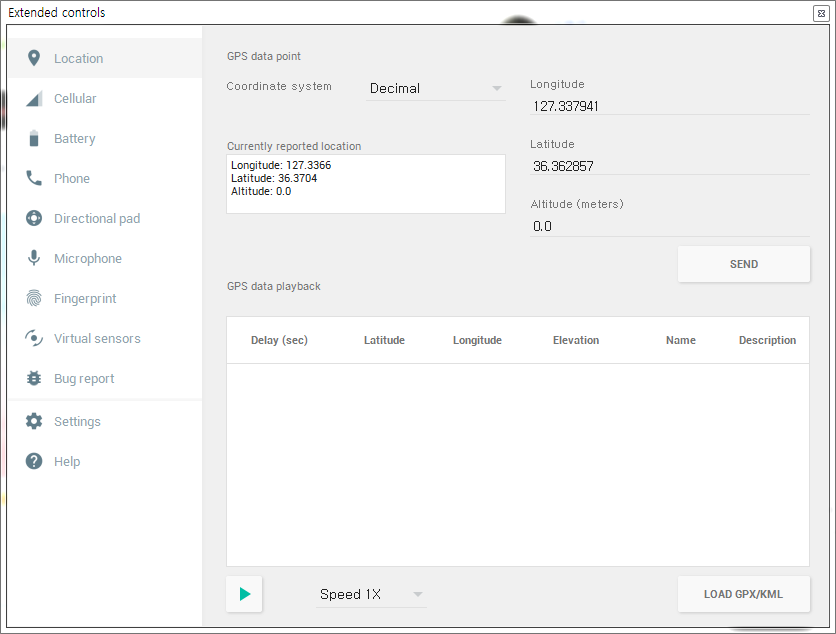 Extended controls
Location
Cellular
Battery
Phone
Directional pad
Microphone
Fingerprint
Virtual sensors
Bug report
Settings
Help
GPS data point
Coordinate system
Decimal
Longitude
127.337941
Currently reported location
Longitude: 127.3366
Latitude: 36.3704
Altitude: 0.0
Latitude
36.362857
Altitude (meters)
0.0
SEND
GPS data playback
Delay (sec) Latitude Longitude Elevation Name Description
Speed 1X
LOAD GPX/KML